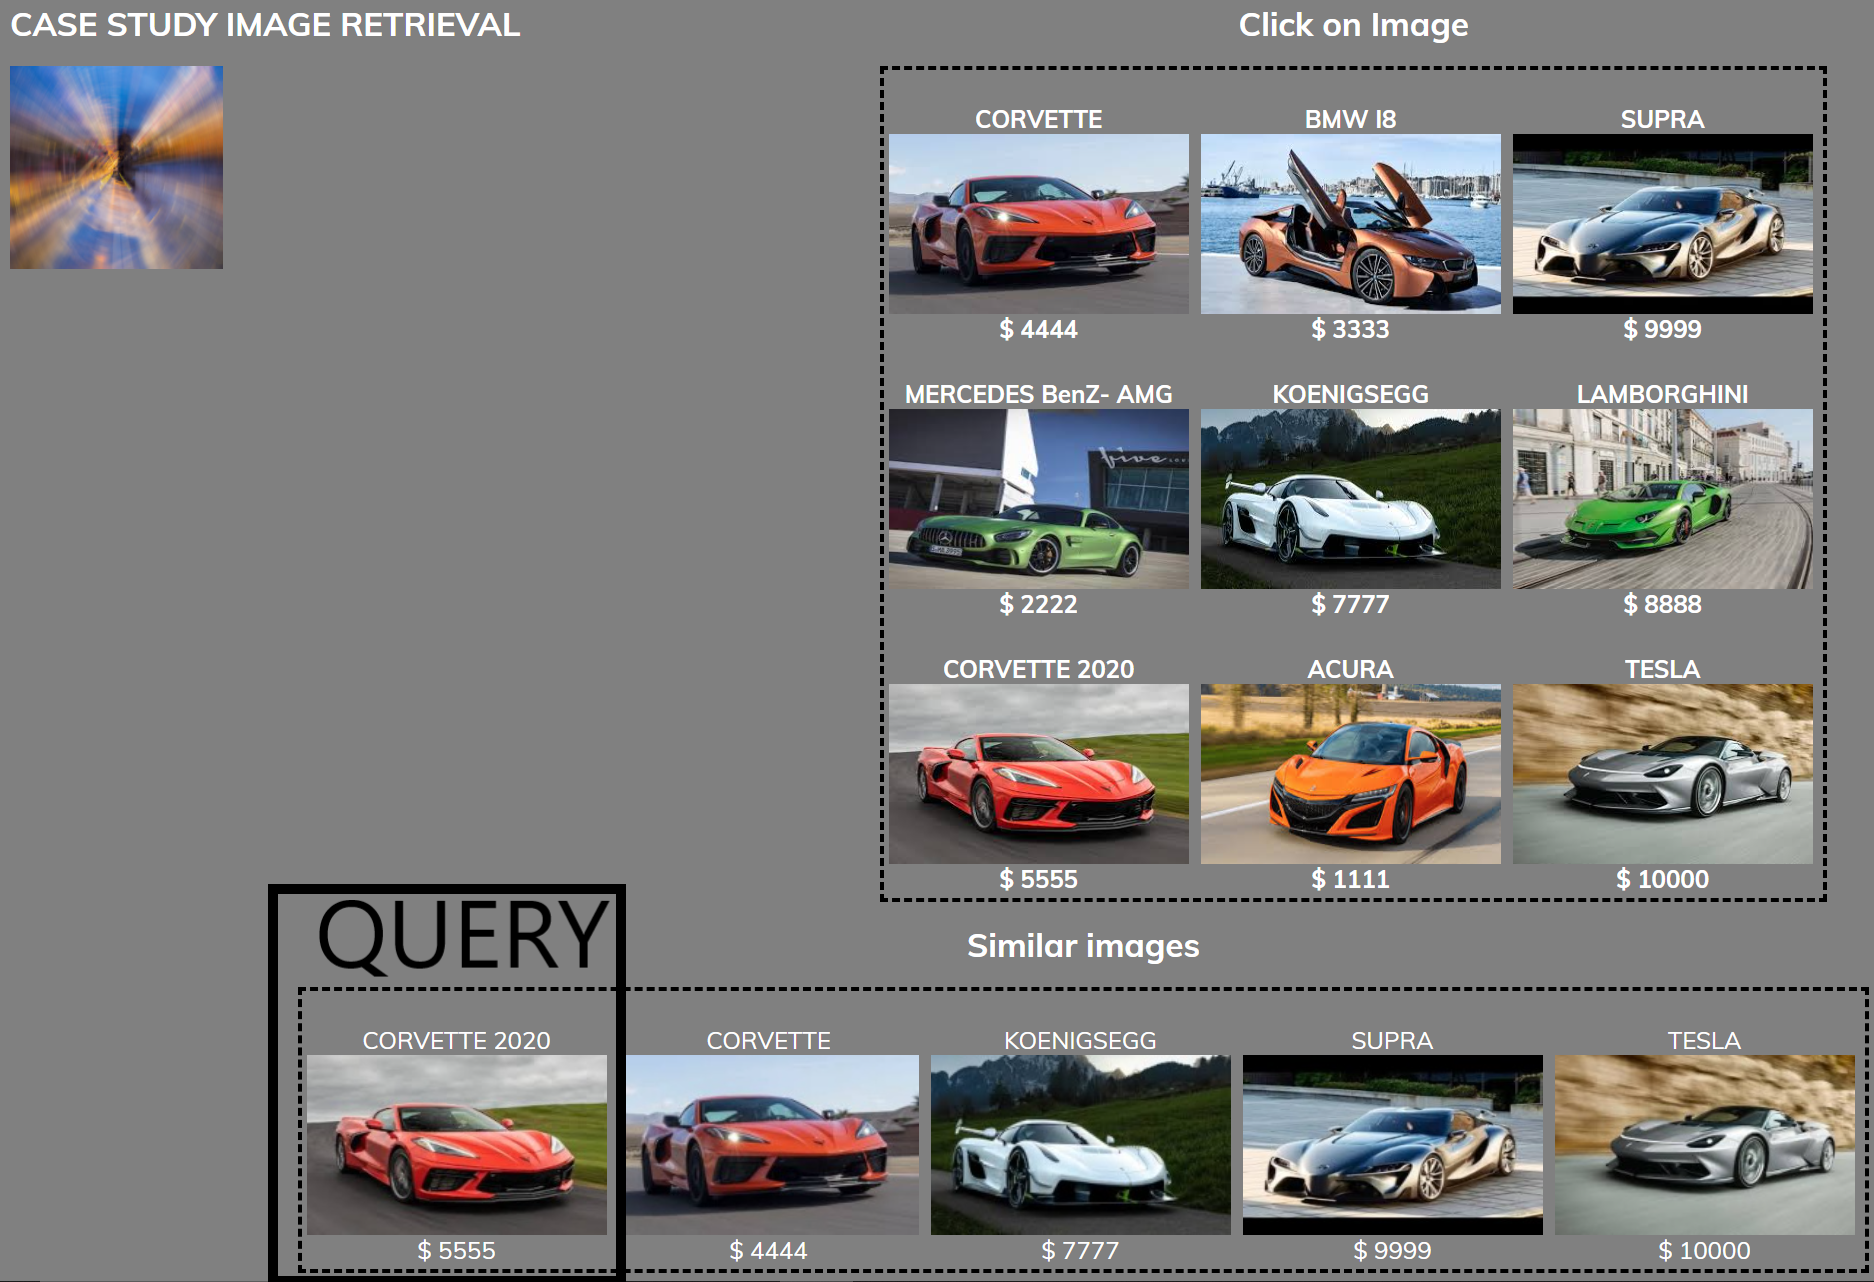 CASE STUDY IMAGE RETRIEVAL
Click on Image
CORVETTE
BMW I8
SUPRA
$ 4444
$ 3333
$ 9999
MERCEDES BenZ- AMG
KOENIGSEGG
LAMBORGHINI
five
$ 2222
$ 7777
$ 8888
CORVETTE 2020
ACURA
TESLA
$ 5555
$ 1111
$ 10000
QUERY
Similar images
CORVETTE 2020
CORVETTE
KOENIGSEGG
SUPRA
TESLA
$ 5555
$ 4444
$ 7777
$ 9999
$ 10000